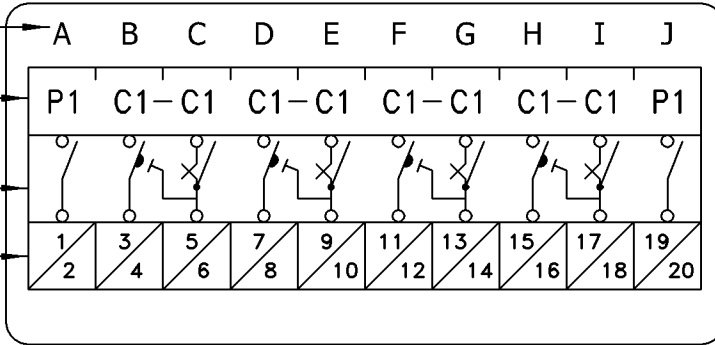 A B C D E F G H I J
P1 C1-C1 C1-C1 C1-C1 C1-C1 P1
1 3 5 7 9 11 13 15 17 19
2 4 6 8 10 12 14 16 18 20